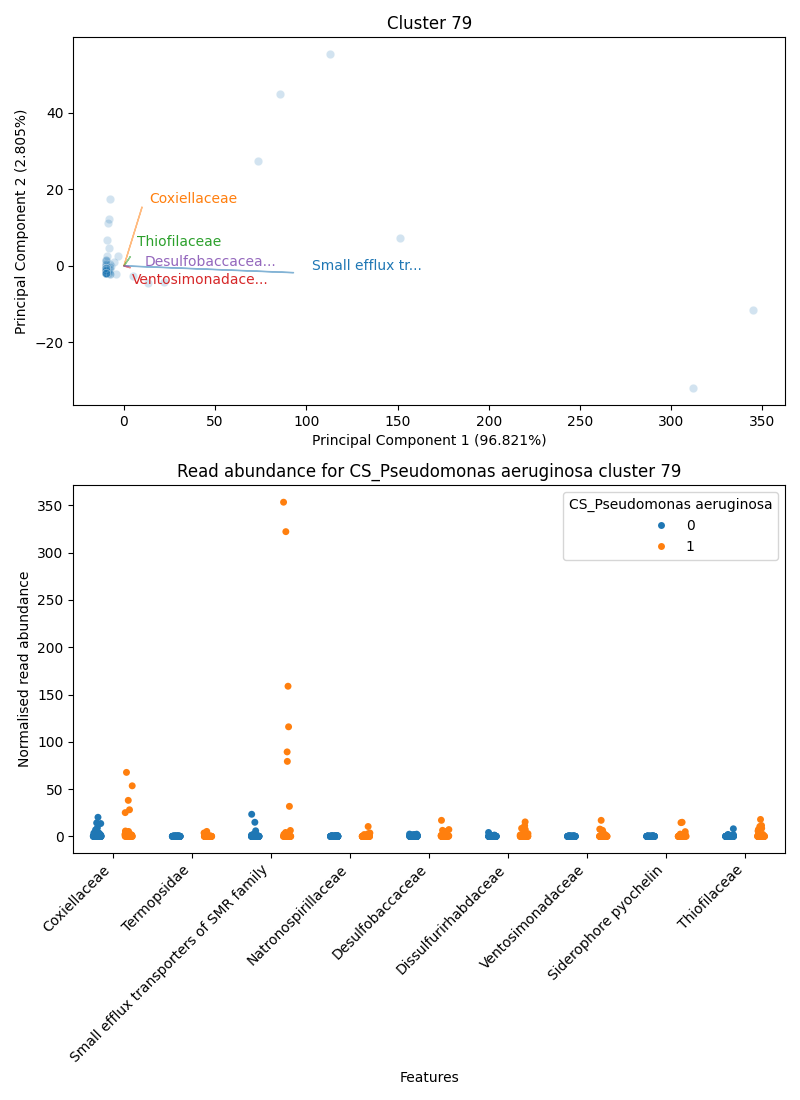 Cluster 79
40
20
0
−20
Principal Component 2 (2.805%)
Coxiellaceae
Thiofilaceae
Desulfobaccacea...
Small efflux tr...
Ventosimonadace...
0
50
100
150
200
250
300
350
Principal Component 1 (96.821%)
Read abundance for CS_Pseudomonas aeruginosa cluster 79
CS_Pseudomonas aeruginosa
0
1
350
300
250
200
150
100
50
0
Normalised read abundance
Coxiellaceae
Termopsidae
Small efflux transporters of SMR family
Natronospirillaceae
Desulfobaccaceae
Dissulfurirhabdaceae
Ventosimonadaceae
Siderophore pyochelin
Thiofilaceae
Features